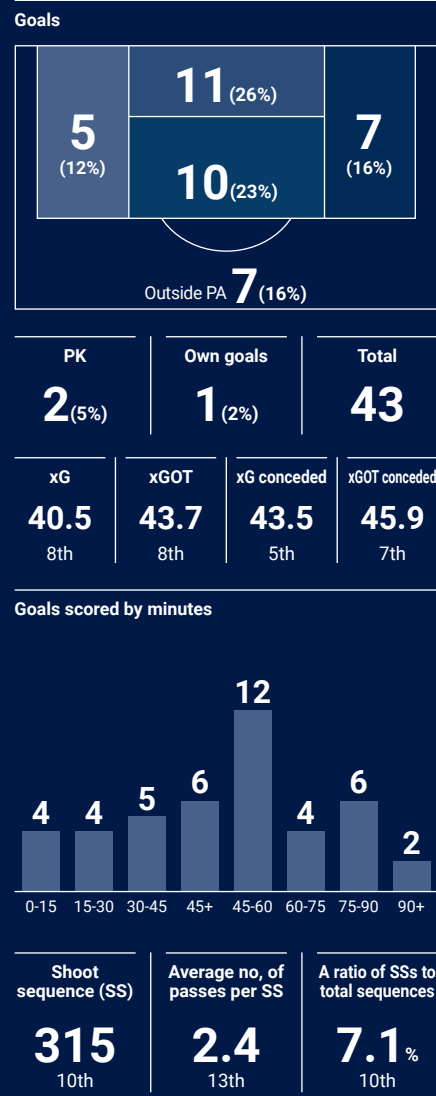 Goals
11(26%)
5
(12%)
7
(16%)
10(23%)
Outside PA 7(16%)
PK
2(5%)
Own goals
1(2%)
Total
43
xG
40.5
8th
xGOT
43.7
8th
xG conceded
43.5
5th
xGOT conceded
45.9
7th
Goals scored by minutes
4
4
5
6
12
4
6
2
0-15 15-30 30-45 45+ 45-60 60-75 75-90 90+
Shoot
sequence (SS)
315
10th
Average no, of
passes per SS
2.4
13th
A ratio of SSs to
total sequences
7.1%
10th